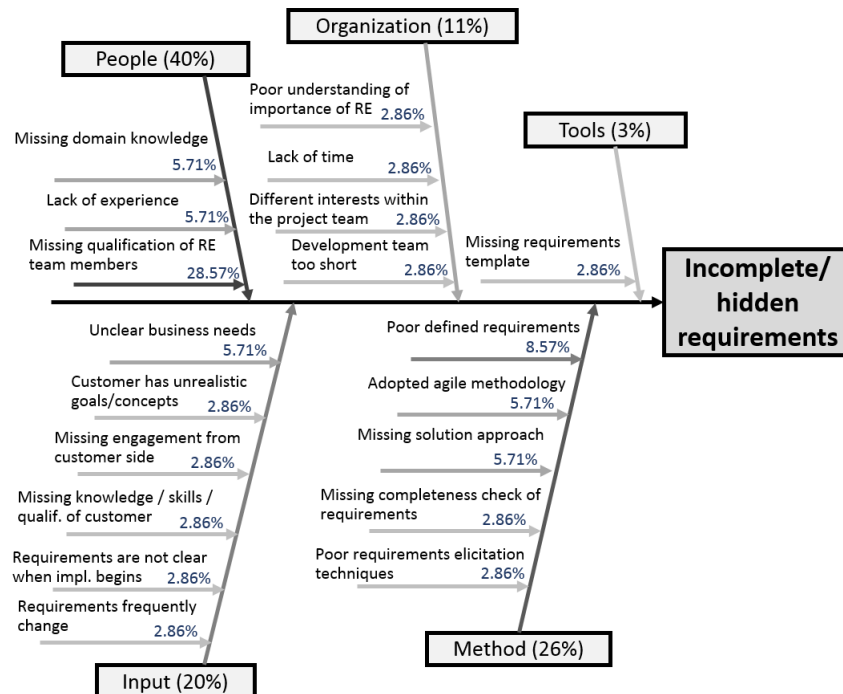 Organization (11%)
People (40%)
Poor understanding of
importance of RE
2.86%
Tools (3%)
Missing domain knowledge
5.71%
Lack of time
2.86%
Lack of experience
5.71%
Different interests within
the project team
2.86%
Missing qualification of RE
team members
28.57%
Development team
too short
2.86%
Missing requirements
template
2.86%
Incomplete/
hidden
requirements
Unclear business needs
5.71%
Customer has unrealistic
goals/concepts
2.86%
Missing engagement from
customer side
2.86%
Missing knowledge / skills /
qualif. of customer
2.86%
Requirements are not clear
when impl. begins
2.86%
Requirements frequently
change
2.86%
Input (20%)
Poor defined requirements
8.57%
Adopted agile methodology
5.71%
Missing solution approach
5.71%
Missing completeness check of
requirements
2.86%
Poor requirements elicitation
techniques
2.86%
Method (26%)